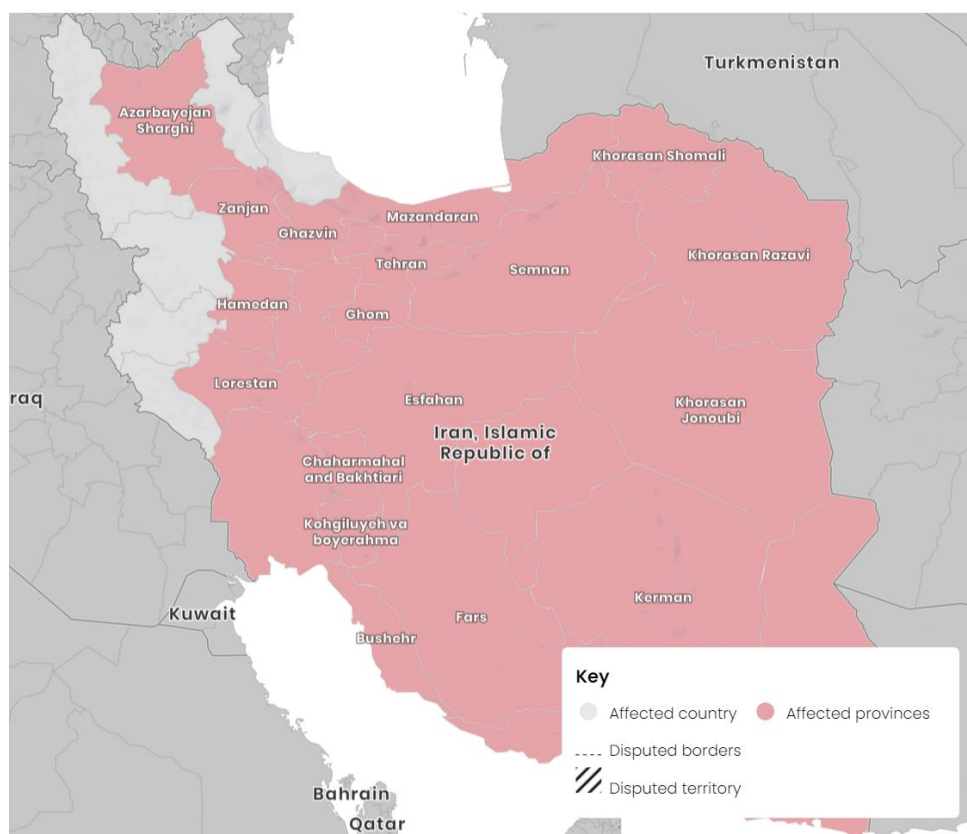 Turkmenistan
Azarbayejan
Sharghi
Khorasan Shomali
Zanjan
Mazandaran
Ghazvin
Khorasan Razavi
Tehran
Semnan
Hamedan
Ghom
Lorestan
raq
Esfahan
Khorasan
Jonoubi
Iran, Islamic
Republic of
Chaharmahal
and Bakhtiari
Kohgiluyeh va
boyerahma
Kerman
Kuwait
Fars
Bushehr
Key
Affected country
Affected provinces
Disputed borders
Disputed territory
Bahrain
Qatar